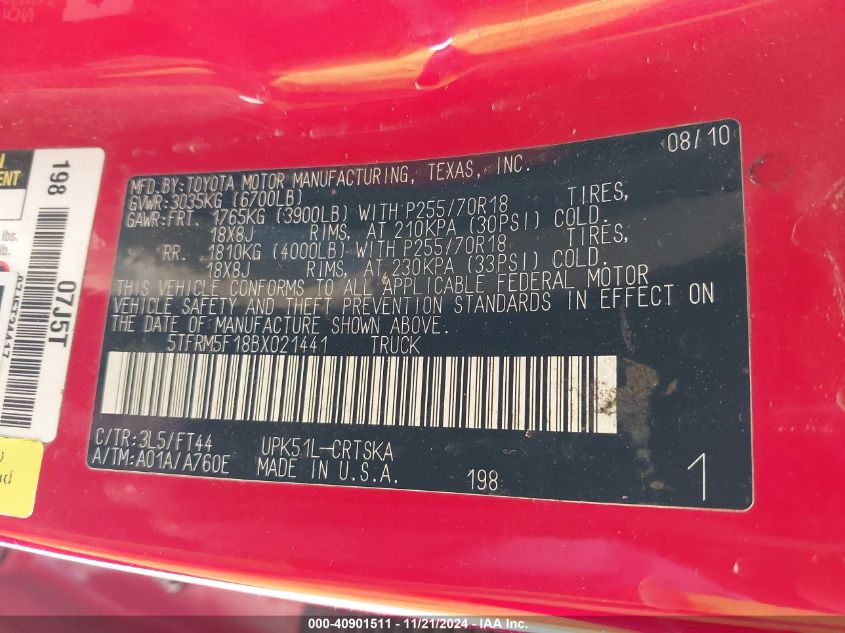 08/10
MFD.BY:TOYOTA MOTOR MANUFACTURING, TEXAS, INC.
GVWR:3035KG (6700LB)
GAWR:FRT. 1765KG (3900LB) WITH P255/70R18 TIRES,
18X8J RIMS, AT 210KPA (30PSI) COLD.
RR. 1810KG (4000LB) WITH P255/70R18 TIRES,
18X8J RIMS, AT 230KPA (33PSI) COLD.
THIS VEHICLE CONFORMS TO ALL APPLICABLE FEDERAL MOTOR
VEHICLE SAFETY AND THEFT PREVENTION STANDARDS IN EFFECT ON
THE DATE OF MANUFACTURE SHOWN ABOVE.
5TFRM5F18BX021441 TRUCK
C/TR:3L5/FT44 UPK51L-CRTSKA
A/TM:A01A/A760E MADE IN U.S.A. 198 1
198
07J5T
lbs.
lb.
000-40901511 - 11/21/2024 - IAA Inc.